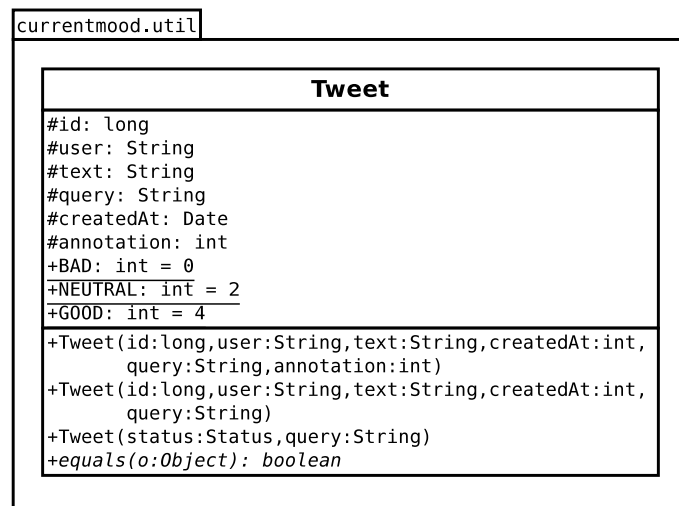 currentmood.util
Tweet
#id: long
#user: String
#text: String
#query: String
#createdAt: Date
#annotation: int
+BAD: int = 0
+NEUTRAL: int = 2
+GOOD: int = 4
+Tweet(id:long,user:String,text:String,createdAt:int,
query:String,annotation:int)
+Tweet(id:long,user:String,text:String,createdAt:int,
query:String)
+Tweet(status:Status,query:String)
+equals(o:Object): boolean